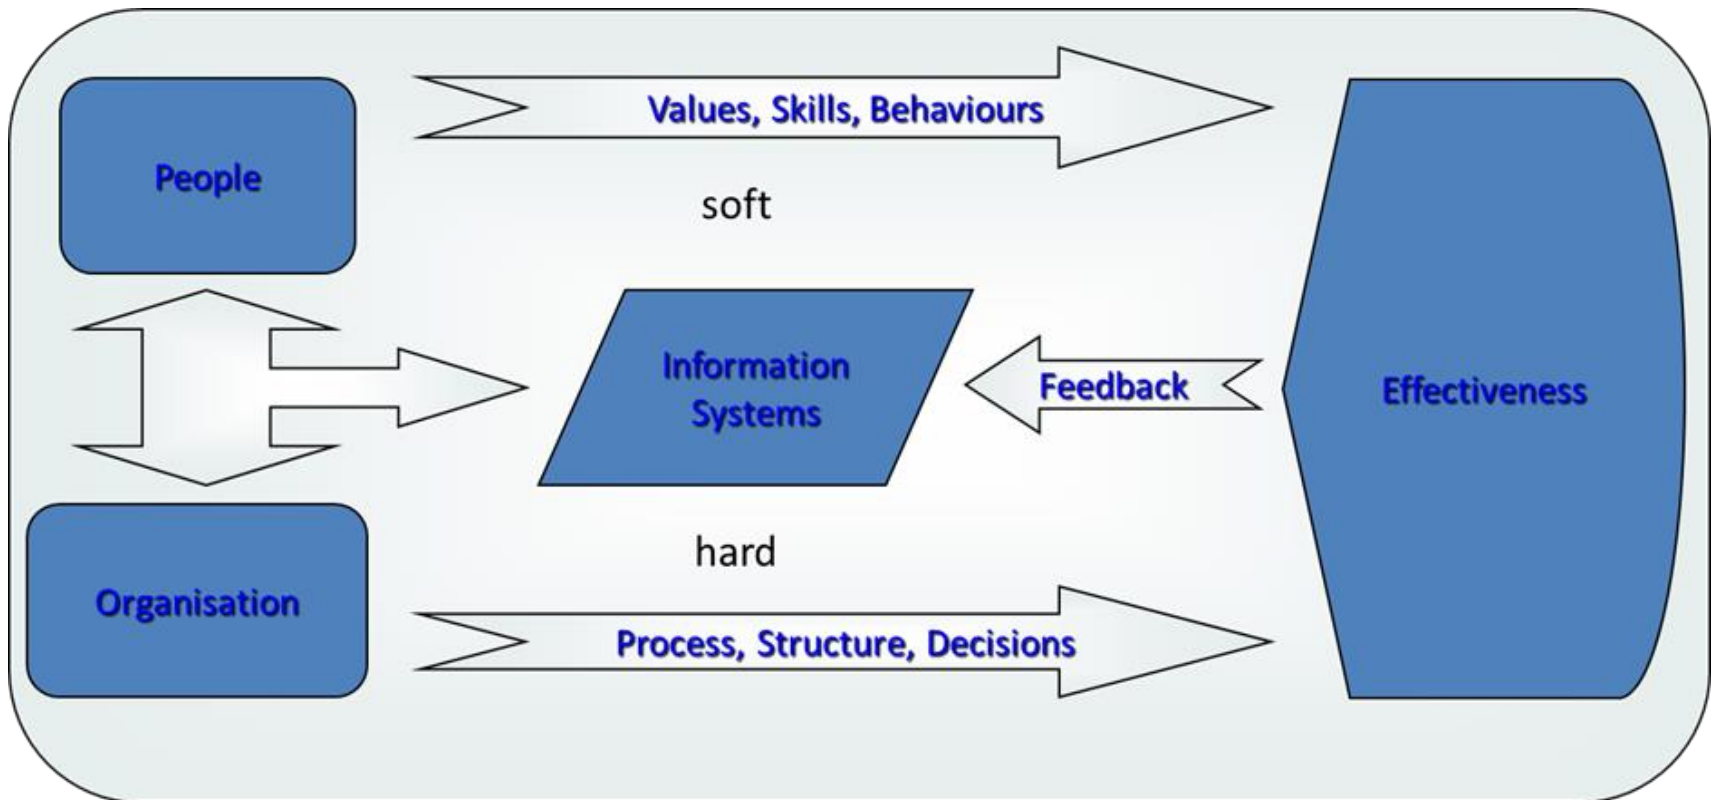 Values, Skills, Behaviours
People
soft
Information
Systems
Feedback
Effectiveness
hard
Organisation
Process, Structure, Decisions